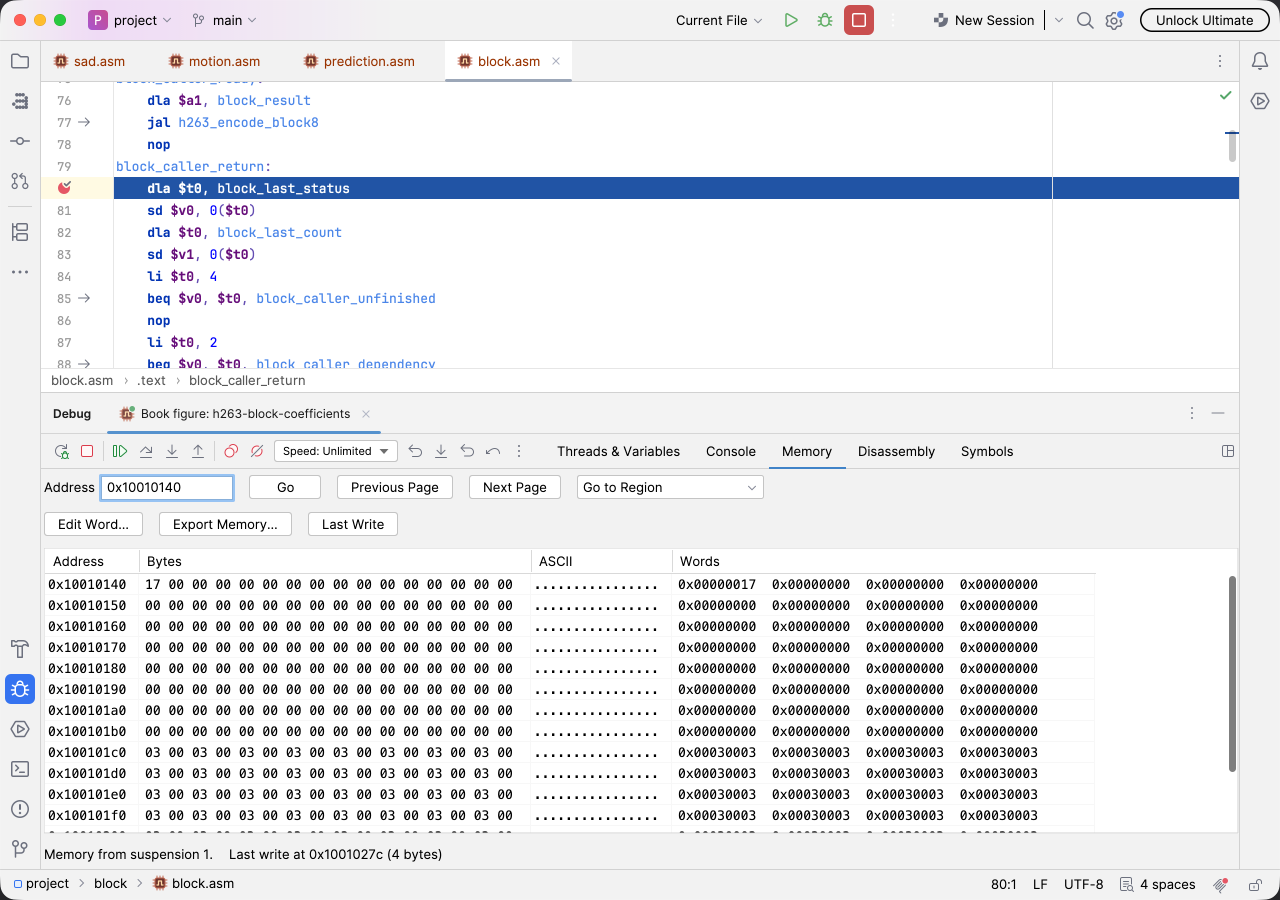 P project main Current File New Session Unlock Ultimate
sad.asm motion.asm prediction.asm block.asm
76 dla $a1, block_result
77 jal h263_encode_block8
78 nop
79 block_caller_return:
dla $t0, block_last_status
81 sd $v0, 0($t0)
82 dla $t0, block_last_count
83 sd $v1, 0($t0)
84 li $t0, 4
85 beq $v0, $t0, block_caller_unfinished
86 nop
87 li $t0, 2
88 beq $v0, $t0, block_caller_dependency
block.asm .text block_caller_return
Debug Book figure: h263-block-coefficients
Speed: Unlimited Threads & Variables Console Memory Disassembly Symbols
Address 0x10010140 Go Previous Page Next Page Go to Region
Edit Word... Export Memory... Last Write
Address Bytes ASCII Words
0x10010140 17 00 00 00 00 00 00 00 00 00 00 00 00 00 00 00 ................ 0x00000017 0x00000000 0x00000000 0x00000000
0x10010150 00 00 00 00 00 00 00 00 00 00 00 00 00 00 00 00 ................ 0x00000000 0x00000000 0x00000000 0x00000000
0x10010160 00 00 00 00 00 00 00 00 00 00 00 00 00 00 00 00 ................ 0x00000000 0x00000000 0x00000000 0x00000000
0x10010170 00 00 00 00 00 00 00 00 00 00 00 00 00 00 00 00 ................ 0x00000000 0x00000000 0x00000000 0x00000000
0x10010180 00 00 00 00 00 00 00 00 00 00 00 00 00 00 00 00 ................ 0x00000000 0x00000000 0x00000000 0x00000000
0x10010190 00 00 00 00 00 00 00 00 00 00 00 00 00 00 00 00 ................ 0x00000000 0x00000000 0x00000000 0x00000000
0x100101a0 00 00 00 00 00 00 00 00 00 00 00 00 00 00 00 00 ................ 0x00000000 0x00000000 0x00000000 0x00000000
0x100101b0 00 00 00 00 00 00 00 00 00 00 00 00 00 00 00 00 ................ 0x00000000 0x00000000 0x00000000 0x00000000
0x100101c0 03 00 03 00 03 00 03 00 03 00 03 00 03 00 03 00 ................ 0x00030003 0x00030003 0x00030003 0x00030003
0x100101d0 03 00 03 00 03 00 03 00 03 00 03 00 03 00 03 00 ................ 0x00030003 0x00030003 0x00030003 0x00030003
0x100101e0 03 00 03 00 03 00 03 00 03 00 03 00 03 00 03 00 ................ 0x00030003 0x00030003 0x00030003 0x00030003
0x100101f0 03 00 03 00 03 00 03 00 03 00 03 00 03 00 03 00 ................ 0x00030003 0x00030003 0x00030003 0x00030003
Memory from suspension 1. Last write at 0x1001027c (4 bytes)
project block block.asm 80:1 LF UTF-8 4 spaces